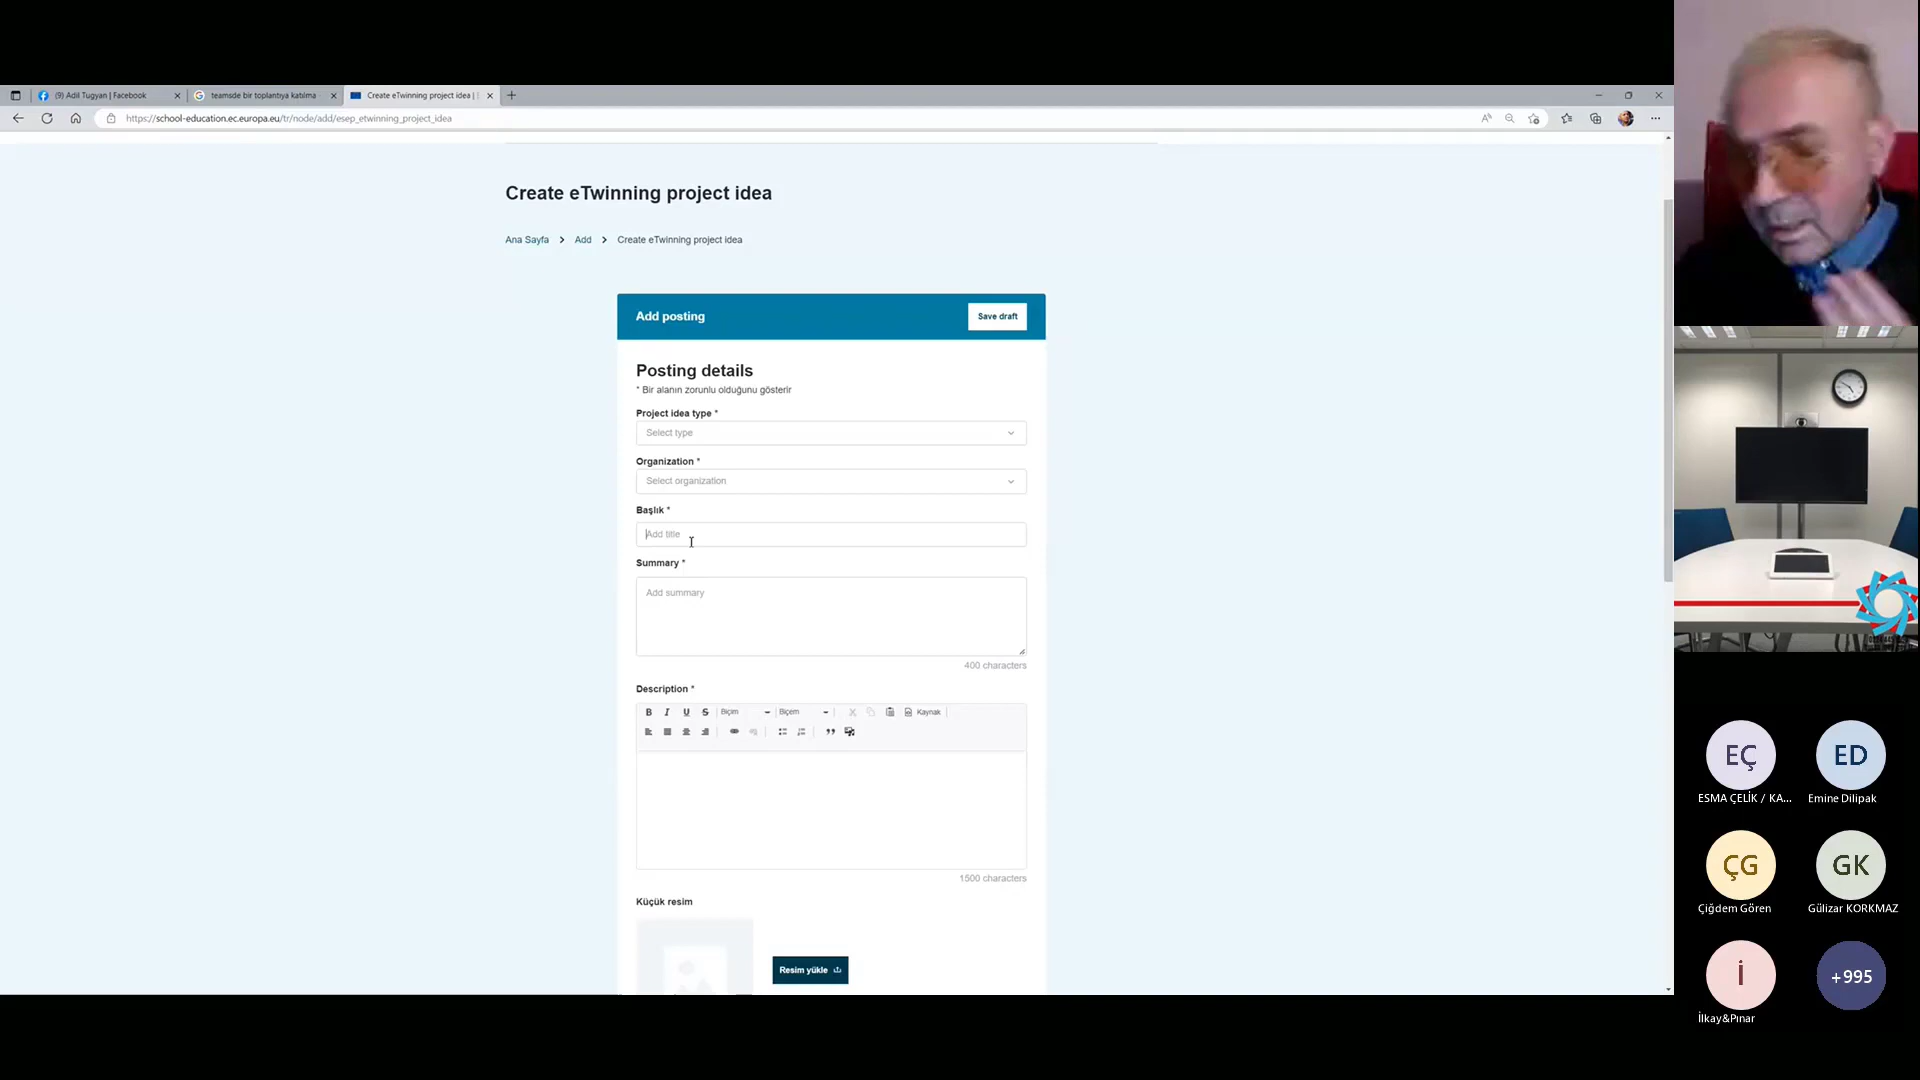 (9) Adil Tugyan | Facebook
teamsde bir toplantıya katılma
Create eTwinning project idea |
https://school-education.ec.europa.eu/tr/node/add/esep_etwinning_project_idea
Create eTwinning project idea
Ana Sayfa > Add > Create eTwinning project idea
Add posting
Save draft
Posting details
* Bir alanın zorunlu olduğunu gösterir
Project idea type *
Select type
Organization *
Select organization
Başlık *
Add title
Summary *
Add summary
400 characters
Description *
B I U S Biçim Biçem Kaynak
1500 characters
Küçük resim
Resim yükle
EÇ
ED
ESMA ÇELİK / KA...
Emine Dilipak
ÇG
GK
Çiğdem Gören
Gülizar KORKMAZ
İ
+995
İlkay&Pınar